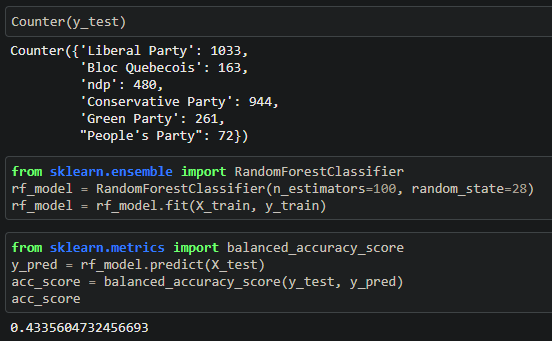 Counter(y_test)
Counter({'Liberal Party': 1033,
'Bloc Quebecois': 163,
'ndp': 480,
'Conservative Party': 944,
'Green Party': 261,
"People's Party": 72})
from sklearn.ensemble import RandomForestClassifier
rf_model = RandomForestClassifier(n_estimators=100, random_state=28)
rf_model = rf_model.fit(X_train, y_train)
from sklearn.metrics import balanced_accuracy_score
y_pred = rf_model.predict(X_test)
acc_score = balanced_accuracy_score(y_test, y_pred)
acc_score
0.4335604732456693